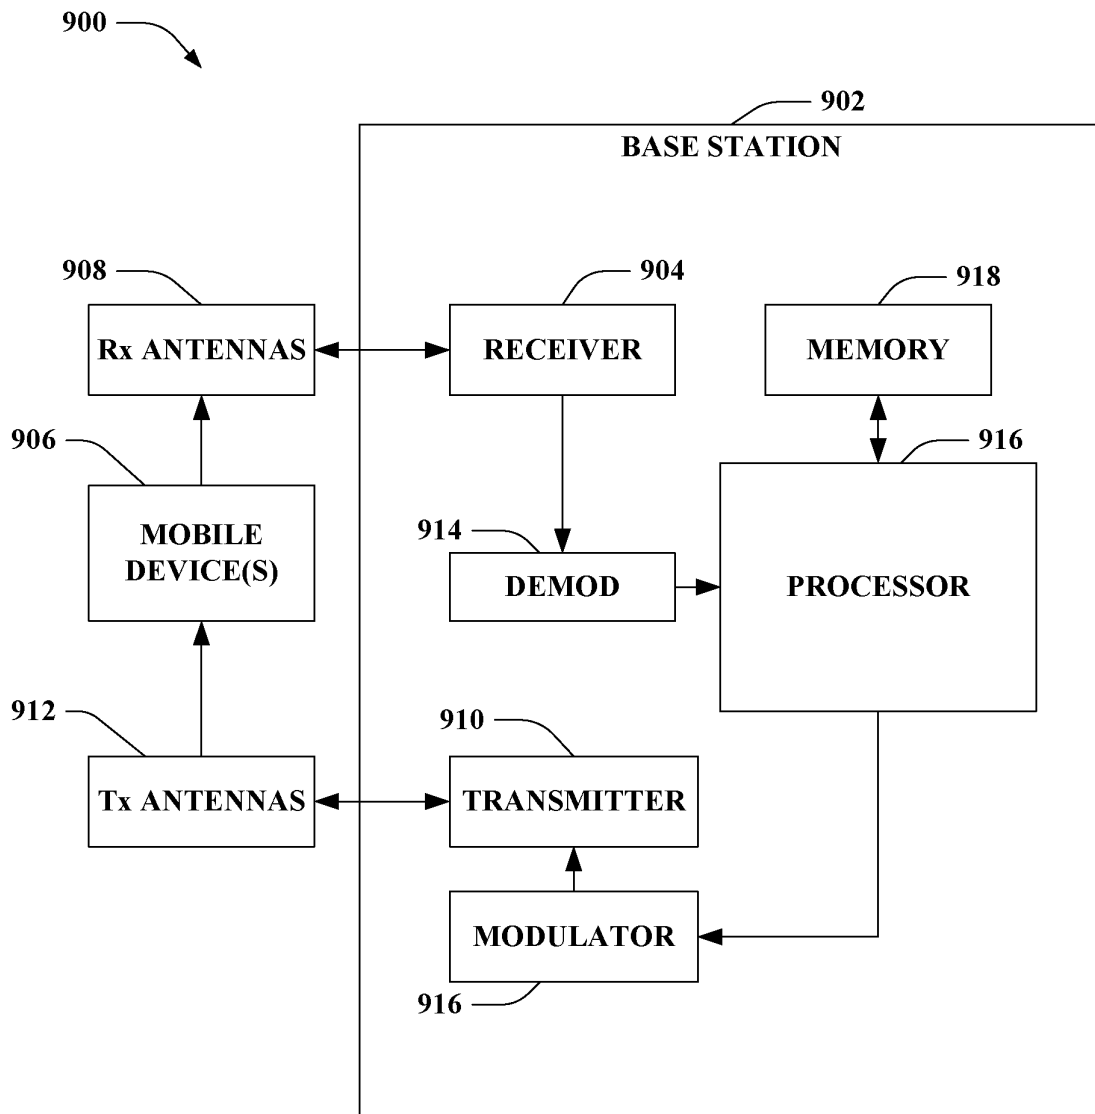 900
902
BASE STATION
908
904
918
Rx ANTENNAS
RECEIVER
MEMORY
906
916
MOBILE
DEVICE(S)
914
DEMOD
PROCESSOR
912
910
Tx ANTENNAS
TRANSMITTER
MODULATOR
916